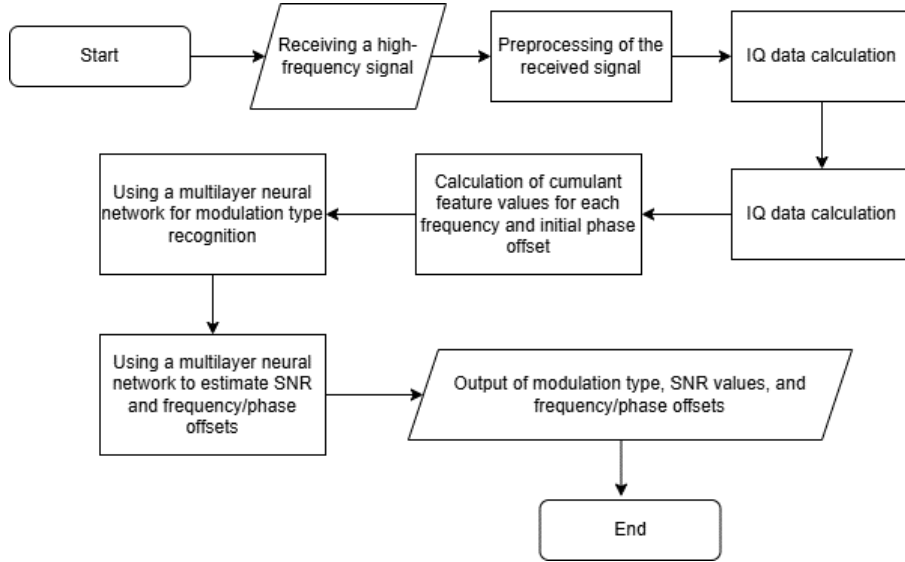 Start
Receiving a high-
frequency signal
Preprocessing of the
received signal
IQ data calculation
IQ data calculation
Calculation of cumulant
feature values for each
frequency and initial phase
offset
Using a multilayer neural
network for modulation type
recognition
Using a multilayer neural
network to estimate SNR
and frequency/phase
offsets
Output of modulation type, SNR values, and
frequency/phase offsets
End